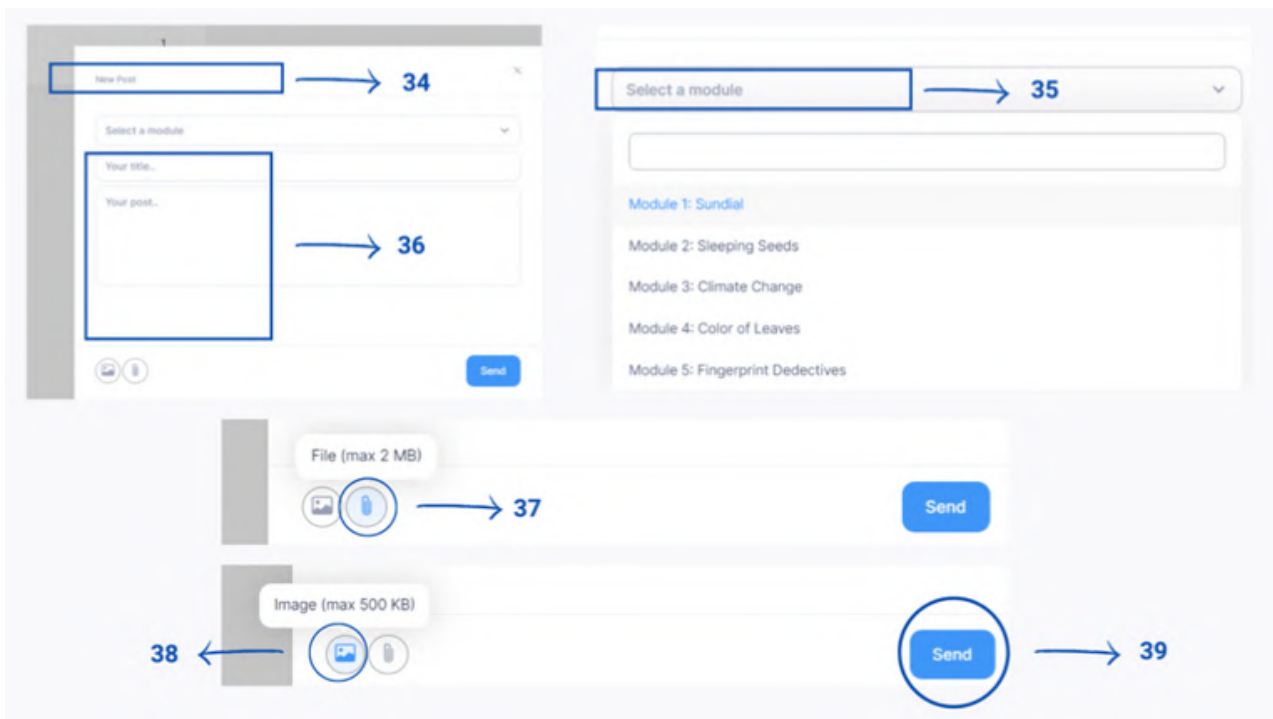 1
New Post
34
Select a module
Your title..
Your post..
36
Send
Select a module
35
Module 1: Sundial
Module 2: Sleeping Seeds
Module 3: Climate Change
Module 4: Color of Leaves
Module 5: Fingerprint Dedectives
File (max 2 MB)
37
Send
Image (max 500 KB)
38
Send
39